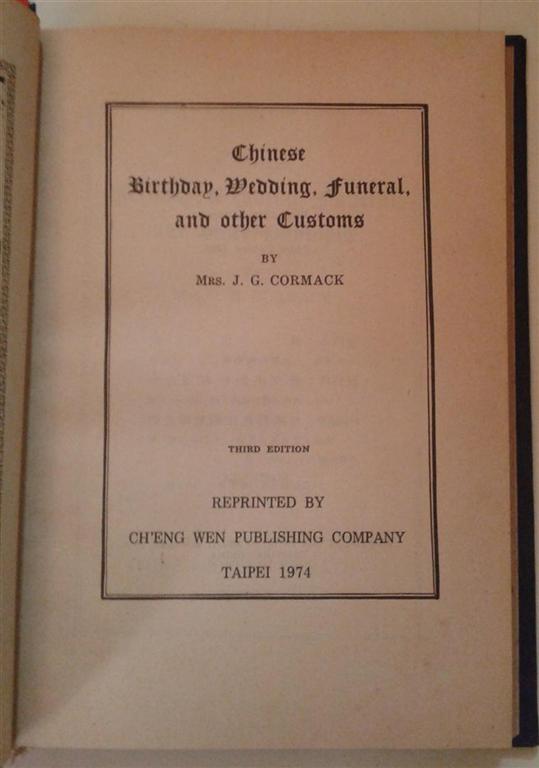 Chinese
Birthday, Wedding, Funeral,
and other Customs
BY
MRS. J. G. CORMACK
THIRD EDITION
REPRINTED BY
CH'ENG WEN PUBLISHING COMPANY
TAIPEI 1974